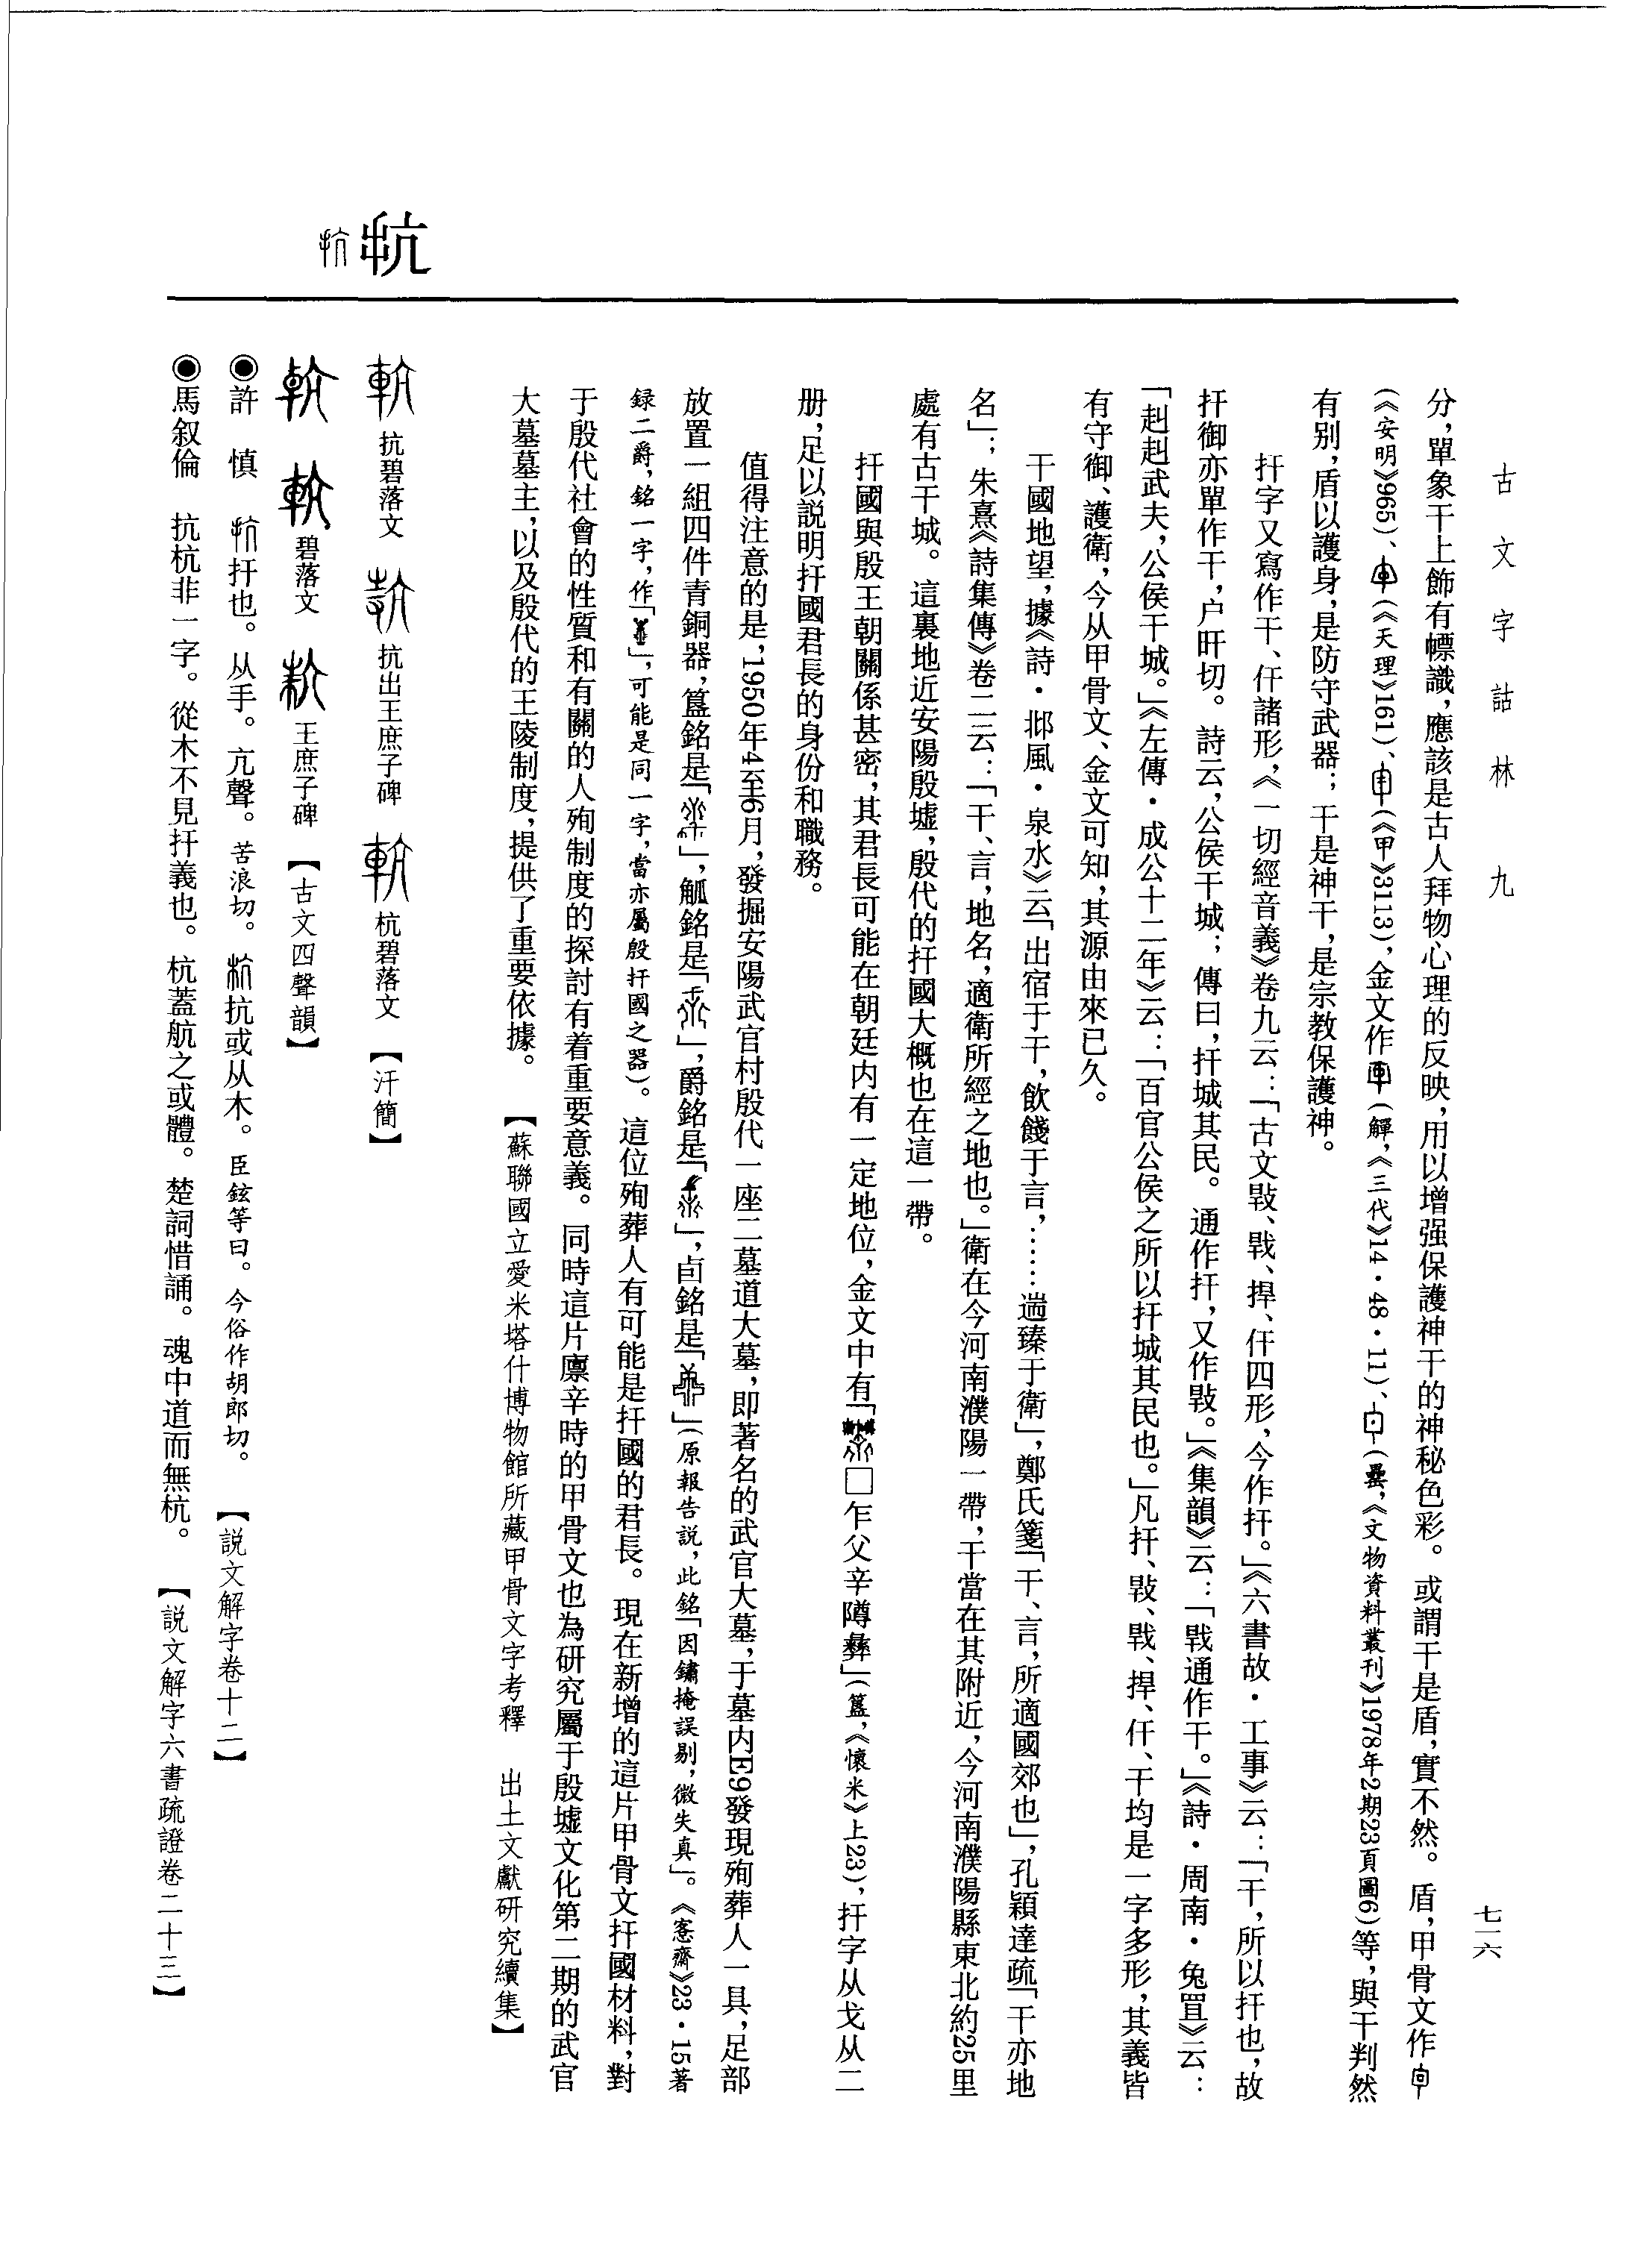 古文字詁林　九
七一六
分，單象干上飾有幖識，應該是古人拜物心理的反映，用以增强保護神干的神秘色彩。或謂干是盾，實不然。盾，甲骨文作
（《安明》965）、（《天理》161）、（《甲》3113），金文作（觶，《三代》14·48·11）、（罍，《文物資料叢刊》1978年2期23頁圖6）等，與干判然
有别，盾以護身，是防守武器；干是神干，是宗教保護神。
扞字又寫作干、仠諸形，《一切經音義》卷九云：「古文㪋、戰、捍、仠四形，今作扞。」《六書故·工事》云：「干，所以扞也，故
扞御亦單作干，户旰切。詩云，公侯干城；傳曰，扞城其民。通作扞，又作㪋。」《集韻》云：「戰通作干。」《詩·周南·兔罝》云：
「赳赳武夫，公侯干城。」《左傳·成公十二年》云：「百官公侯之所以扞城其民也。」凡扞、㪋、戰、捍、仠、干均是一字多形，其義皆
有守御、護衛，今从甲骨文、金文可知，其源由來已久。
干國地望，據《詩·邶風·泉水》云「出宿于干，飲餞于言，……遄臻于衛」，鄭氏箋「干、言，所適國郊也」，孔穎達疏「干亦地
名」；朱熹《詩集傳》卷二云：「干、言，地名，適衛所經之地也。」衛在今河南濮陽一帶，干當在其附近，今河南濮陽縣東北約25里
處有古干城。這裏地近安陽殷墟，殷代的扞國大概也在這一帶。
扞國與殷王朝關係甚密，其君長可能在朝廷内有一定地位，金文中有「□乍父辛障彝」（簋，《懷米》上23），扞字从戈从二
册，足以説明扞國君長的身份和職務。
值得注意的是，1950年4至6月，發掘安陽武官村殷代一座二墓道大墓，即著名的武官大墓，于墓内E9發現殉葬人一具，足部
放置一組四件青銅器，簋銘是「」，觚銘是「」，爵銘是「」，卣銘是「」（原報告説，此銘「因鏽掩誤剔，微失真」。《愙齋》23·15著
録二爵，銘一字，作「」，可能是同一字，當亦屬殷扞國之器）。這位殉葬人有可能是扞國的君長。現在新增的這片甲骨文扞國材料，對
于殷代社會的性質和有關的人殉制度的探討有着重要意義。同時這片廪辛時的甲骨文也為研究屬于殷墟文化第二期的武官
大墓墓主，以及殷代的王陵制度，提供了重要依據。　【蘇聯國立愛米塔什博物館所藏甲骨文字考釋　出土文獻研究續集】
抗碧落文　抗出王庶子碑　杭碧落文　【汗簡】
碧落文　王庶子碑　【古文四聲韻】
◉許　慎　扞也。从手。亢聲。苦浪切。抗或从木。臣鉉等曰。今俗作胡郎切。　【説文解字卷十二】
◉馬叙倫　抗杭非一字。從木不見扞義也。杭蓋航之或體。楚詞惜誦。魂中道而無杭。　【説文解字六書疏證卷二十三】